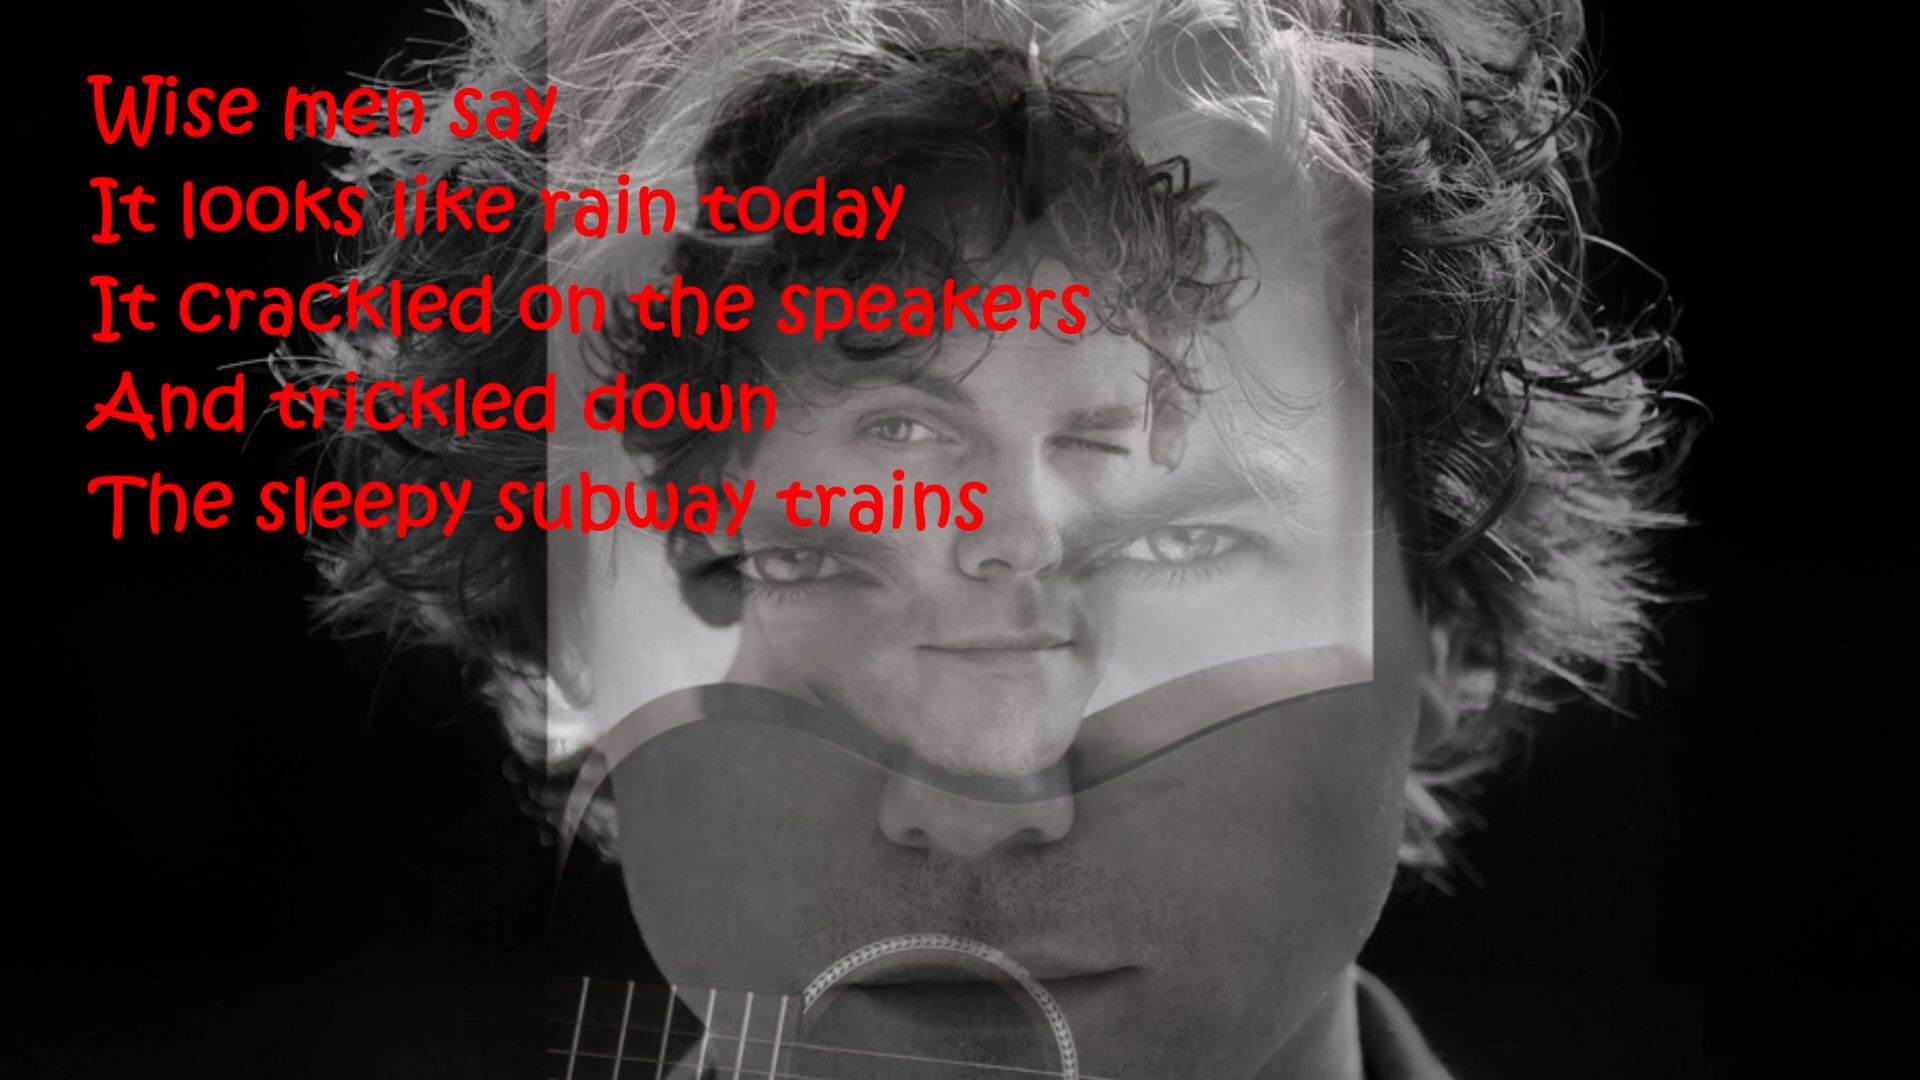 Wise men say
It looks like rain today
It crackled on the speakers
And trickled down
The sleepy subway trains